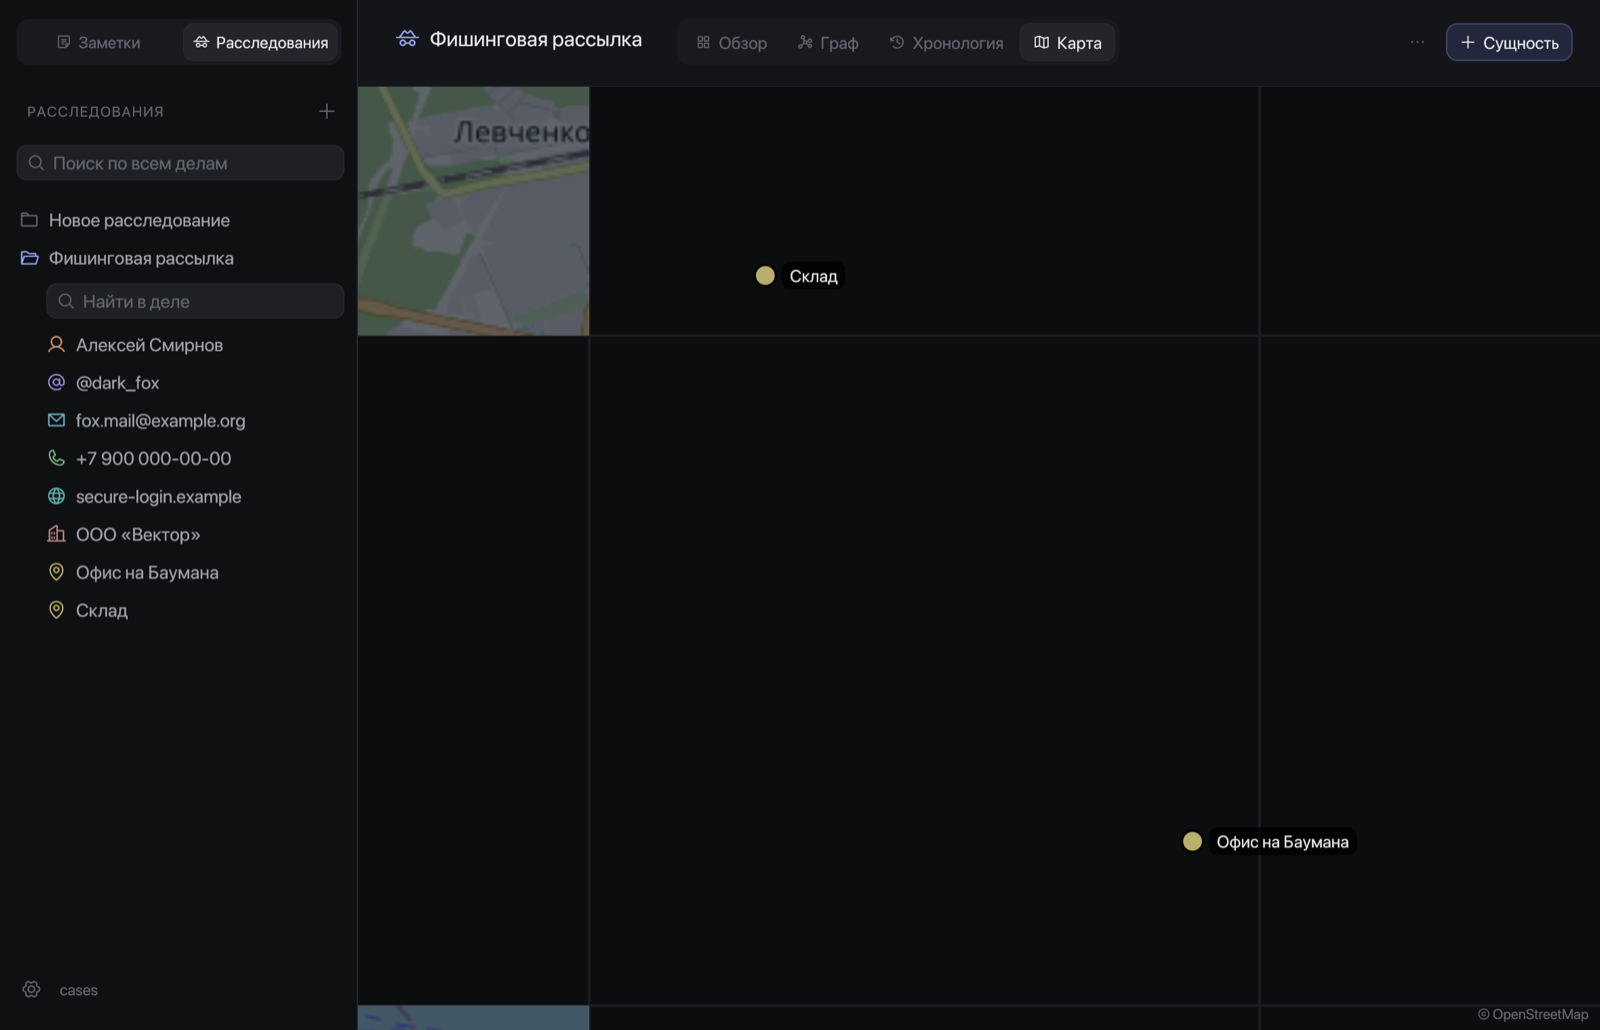 Заметки
Расследования
РАССЛЕДОВАНИЯ
Поиск по всем делам
Новое расследование
Фишинговая рассылка
Найти в деле
Алексей Смирнов
@dark_fox
fox.mail@example.org
+7 900 000-00-00
secure-login.example
ООО «Вектор»
Офис на Баумана
Склад
cases
Фишинговая рассылка
Обзор
Граф
Хронология
Карта
Сущность
Левченко
Склад
Офис на Баумана
© OpenStreetMap